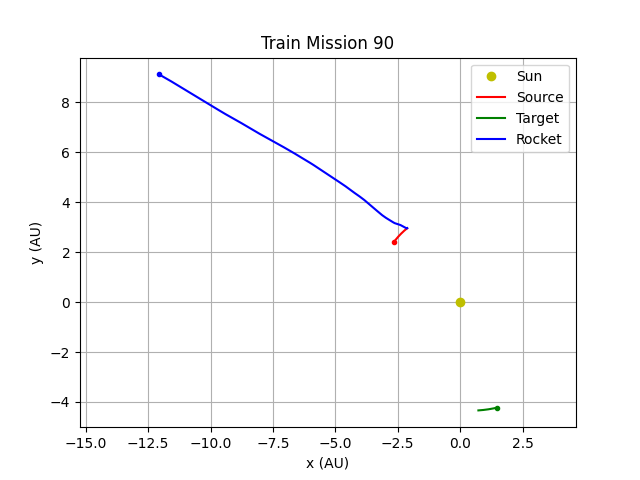 Train Mission 90
Sun
Source
Target
Rocket
y (AU)
8
6
4
2
0
−2
−4
−15.0
−12.5
−10.0
−7.5
−5.0
−2.5
0.0
2.5
x (AU)